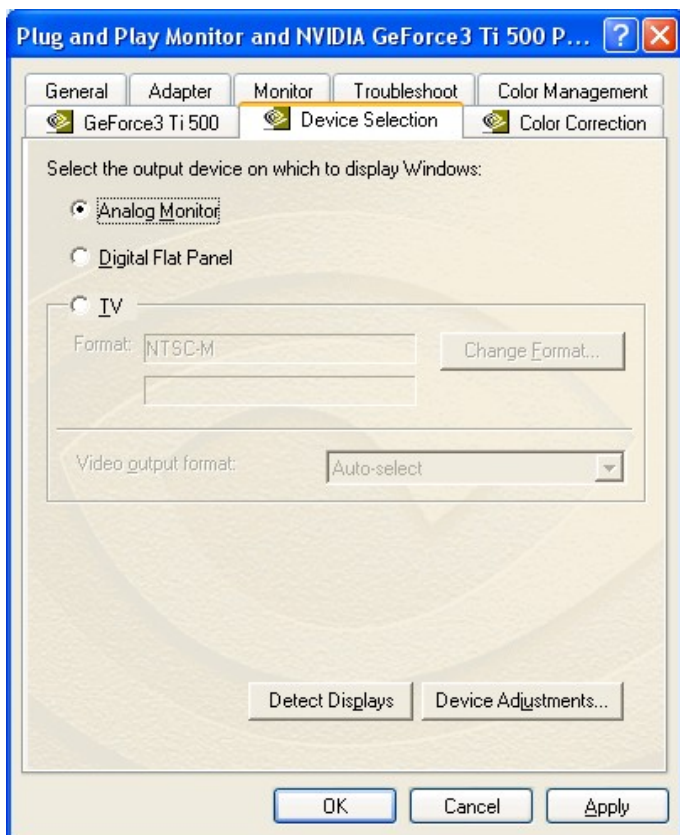 Plug and Play Monitor and NVIDIA GeForce3 Ti 500 P...
General Adapter Monitor Troubleshoot Color Management
GeForce3 Ti 500 Device Selection Color Correction
Select the output device on which to display Windows:
Analog Monitor
Digital Flat Panel
TV
Format: NTSC-M Change Format...
Video output format: Auto-select
Detect Displays Device Adjustments...
OK Cancel Apply